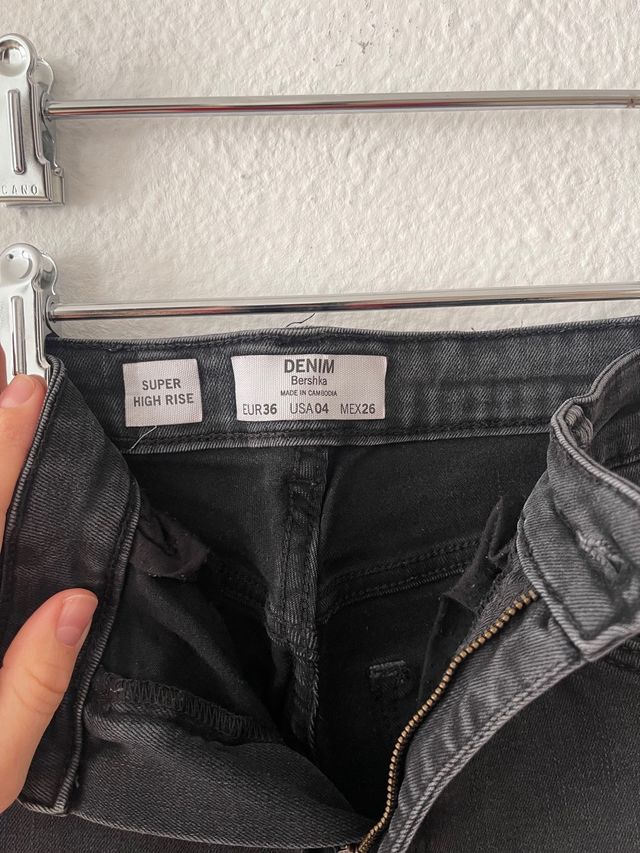 CANO
SUPER
HIGH RISE
DENIM
Bershka
MADE IN CAMBODIA
EUR36 USA04 MEX26